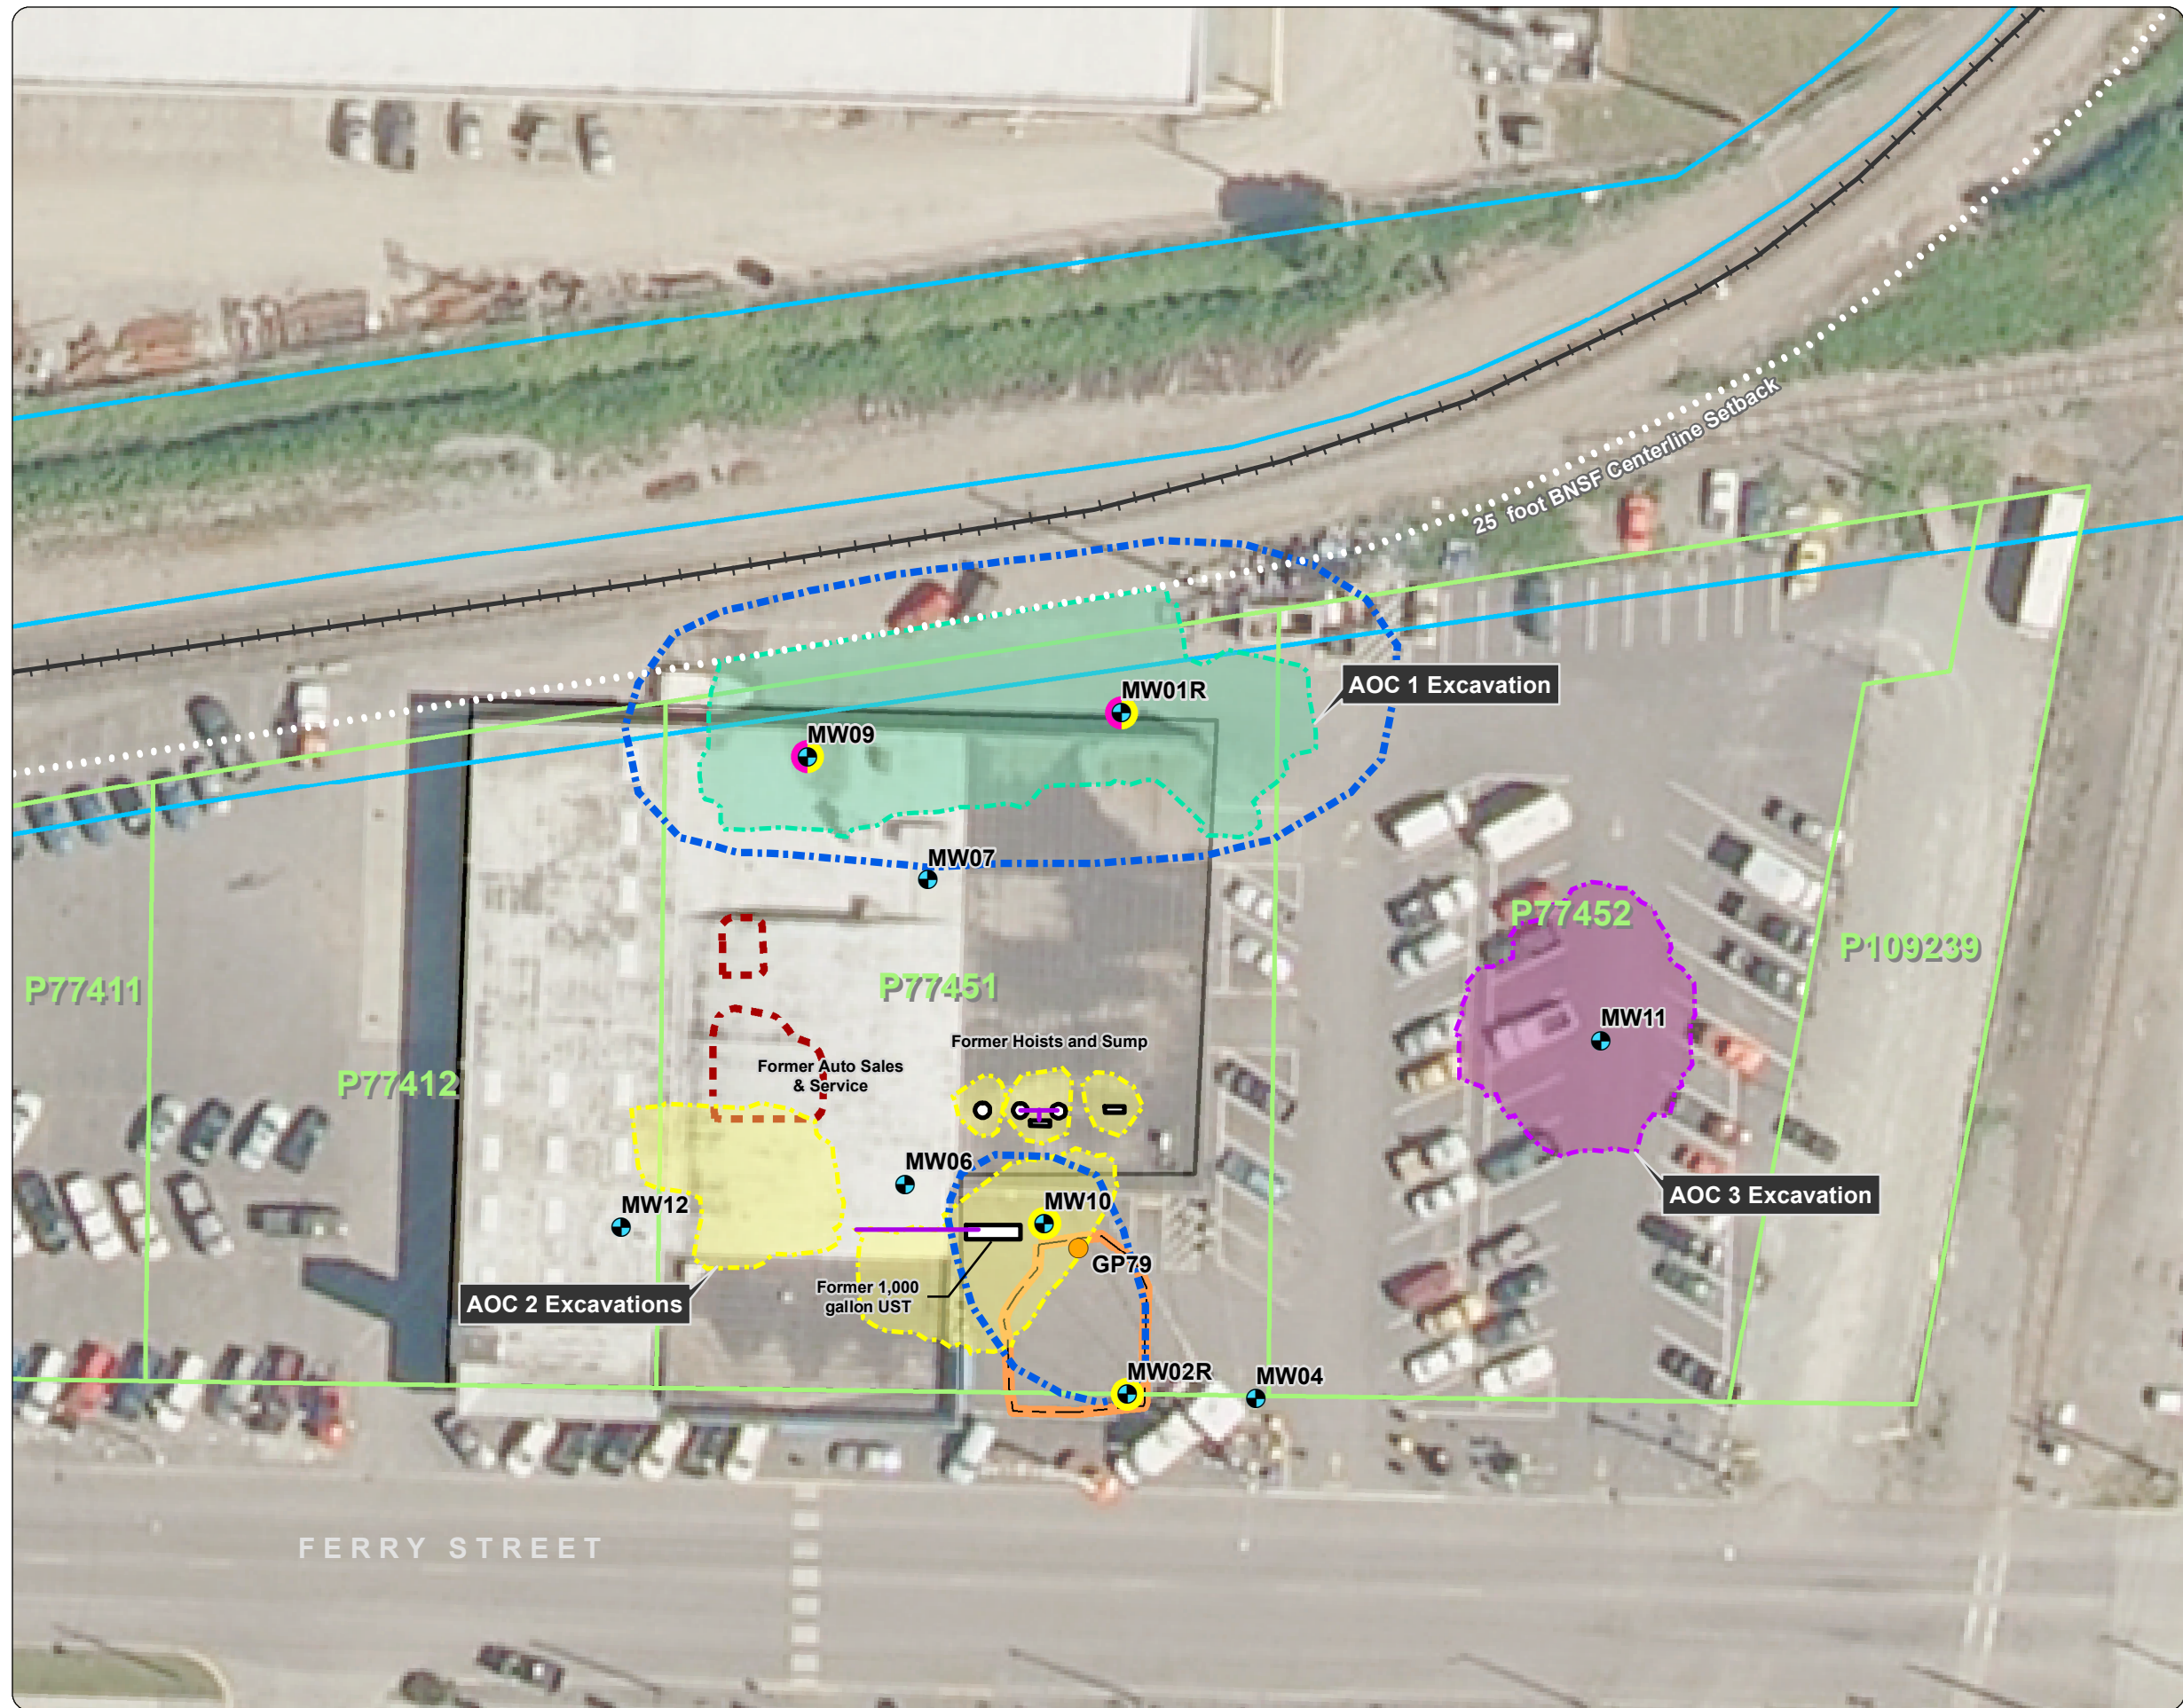 25 foot BNSF Centerline Setback
AOC 1 Excavation
MW01R
MW09
MW07
P77452
P109239
P77411
P77451
MW11
Former Hoists and Sump
Former Auto Sales
& Service
P77412
MW06
AOC 3 Excavation
MW12
MW10
GP79
Former 1,000
gallon UST
AOC 2 Excavations
MW02R
MW04
FERRY STREET